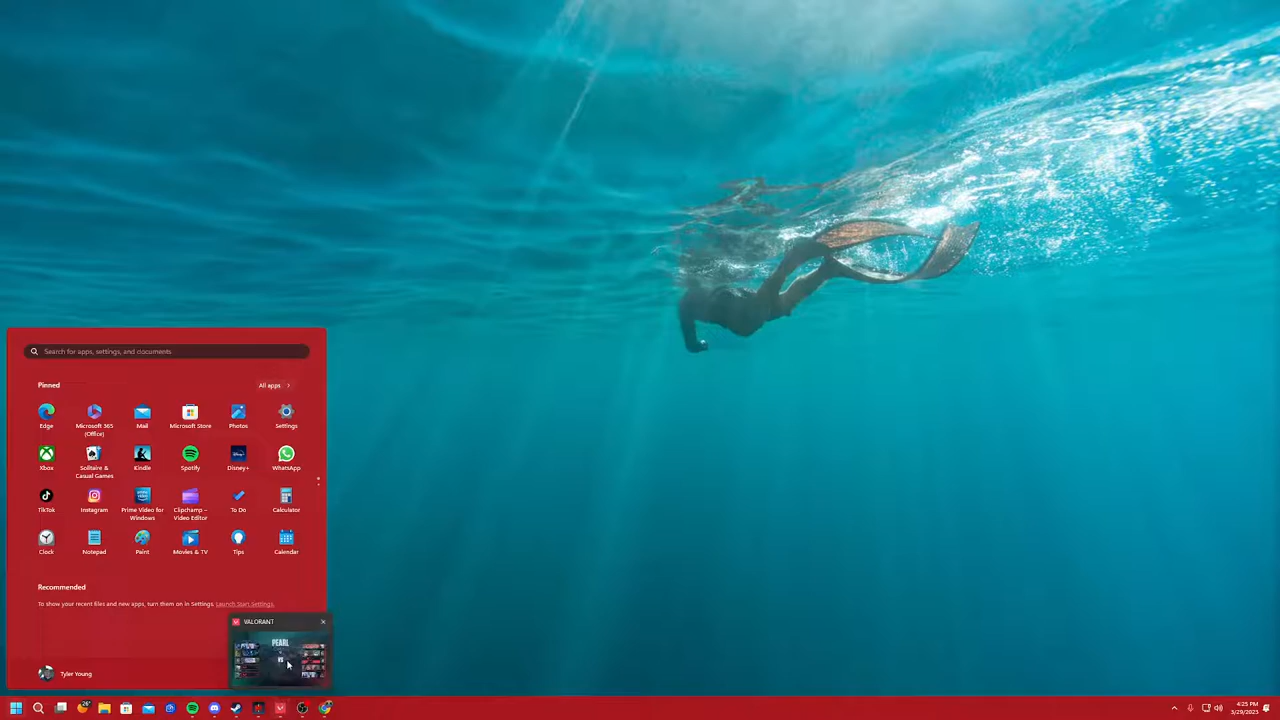 Search for apps, settings, and documents
Pinned
All apps
Edge
Microsoft 365
(Office)
Mail
Microsoft Store
Photos
Settings
Xbox
Solitaire &
Casual Games
Kindle
Spotify
Disney+
WhatsApp
TikTok
Instagram
Prime Video for
Windows
Clipchamp –
Video Editor
To Do
Calculator
Clock
Notepad
Paint
Movies & TV
Tips
Calendar
Recommended
To show your recent files and new apps, turn them on in Settings. Launch Start Settings.
VALORANT
PEARL
VS
Tyler Young
26°
4:25 PM
3/29/2023